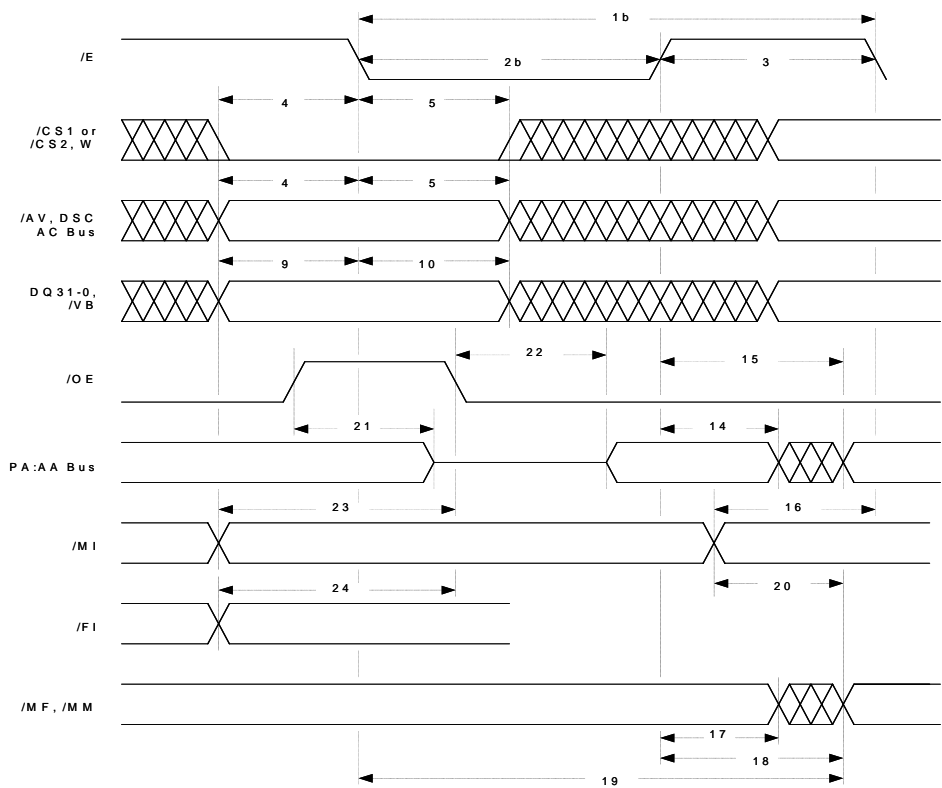 1b
/E
2b
3
4
5
/CS1 or
/CS2, W
4
5
/AV, DSC
AC Bus
9
10
DQ31-0,
/VB
22
15
/OE
21
14
PA:AA Bus
23
16
/MI
24
20
/FI
/MF, /MM
17
18
19